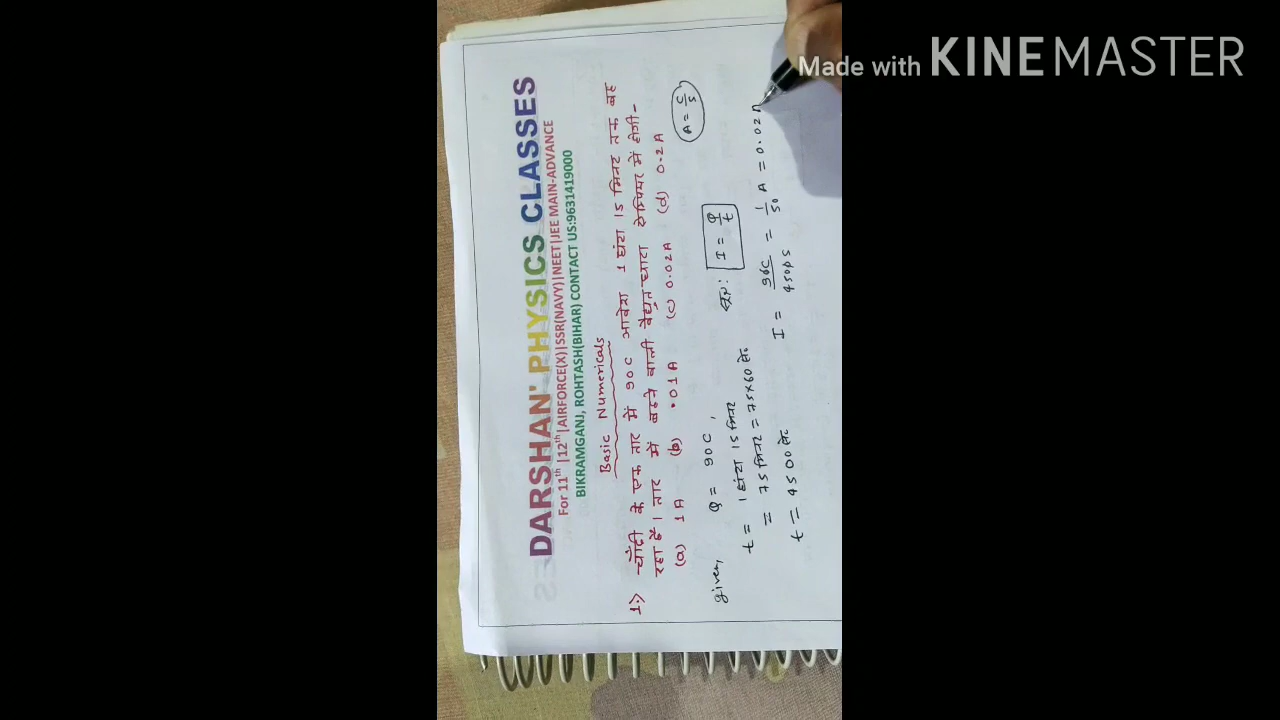 Made with KINEMASTER
DARSHAN' PHYSICS CLASSES
For 11th |12th |AIRFORCE(X)|SSR(NAVY)|NEET|JEE MAIN-ADVANCE
BIKRAMGANJ, ROHTASH(BIHAR) CONTACT US:9631419000
Basic Numericals
1:> चाँदी के एक तार में 90C आवेश 1 घंटा 15 मिनट तक बह
रहा है। तार में बहने वाली वैद्युत धारा ऐम्पियर में होगी-
(a) 1A (b) .01A (c) 0.02A (d) 0.2A
A = C/S
given, Q = 90C,
t = 1 घंटा 15 मिनट
= 75 मिनट = 75×60 से०
t = 4500 से०
सूत्र: I = Q/t
I = 90C/4500S = 1/50 A = 0.02A